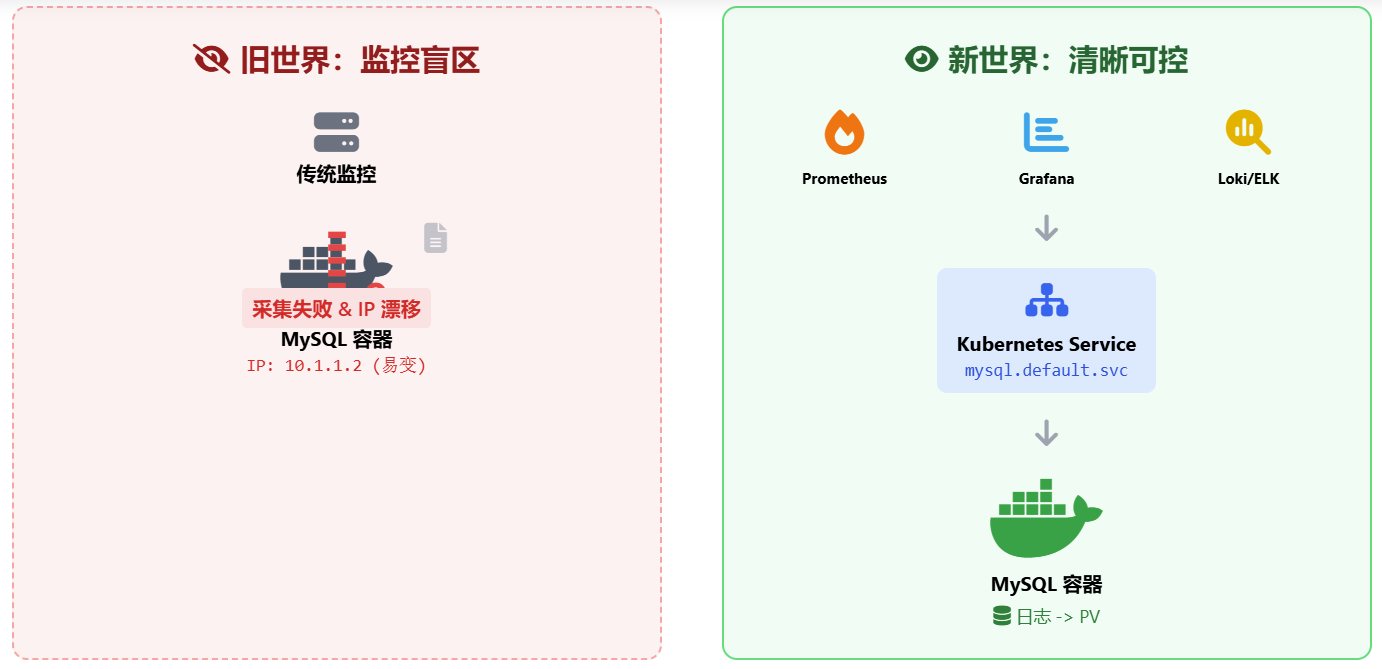 旧世界：监控盲区
传统监控
采集失败 & IP 漂移
MySQL 容器
IP: 10.1.1.2 (易变)
新世界：清晰可控
Prometheus
Grafana
Loki/ELK
Kubernetes Service
mysql.default.svc
MySQL 容器
日志 -> PV